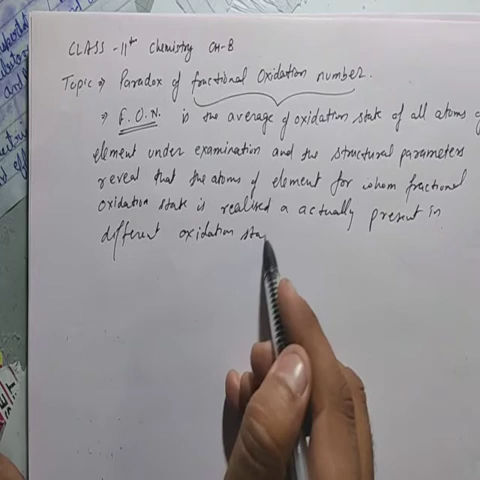 CLASS - 11th Chemistry CH-8
Topic ⇒ Paradox of fractional Oxidation number.
⇒ F.O.N. is the average of oxidation state of all atoms of
element under examination and the structural parameters
reveal that the atoms of element for whom fractional
oxidation state is realised a actually present in
different oxidation sta